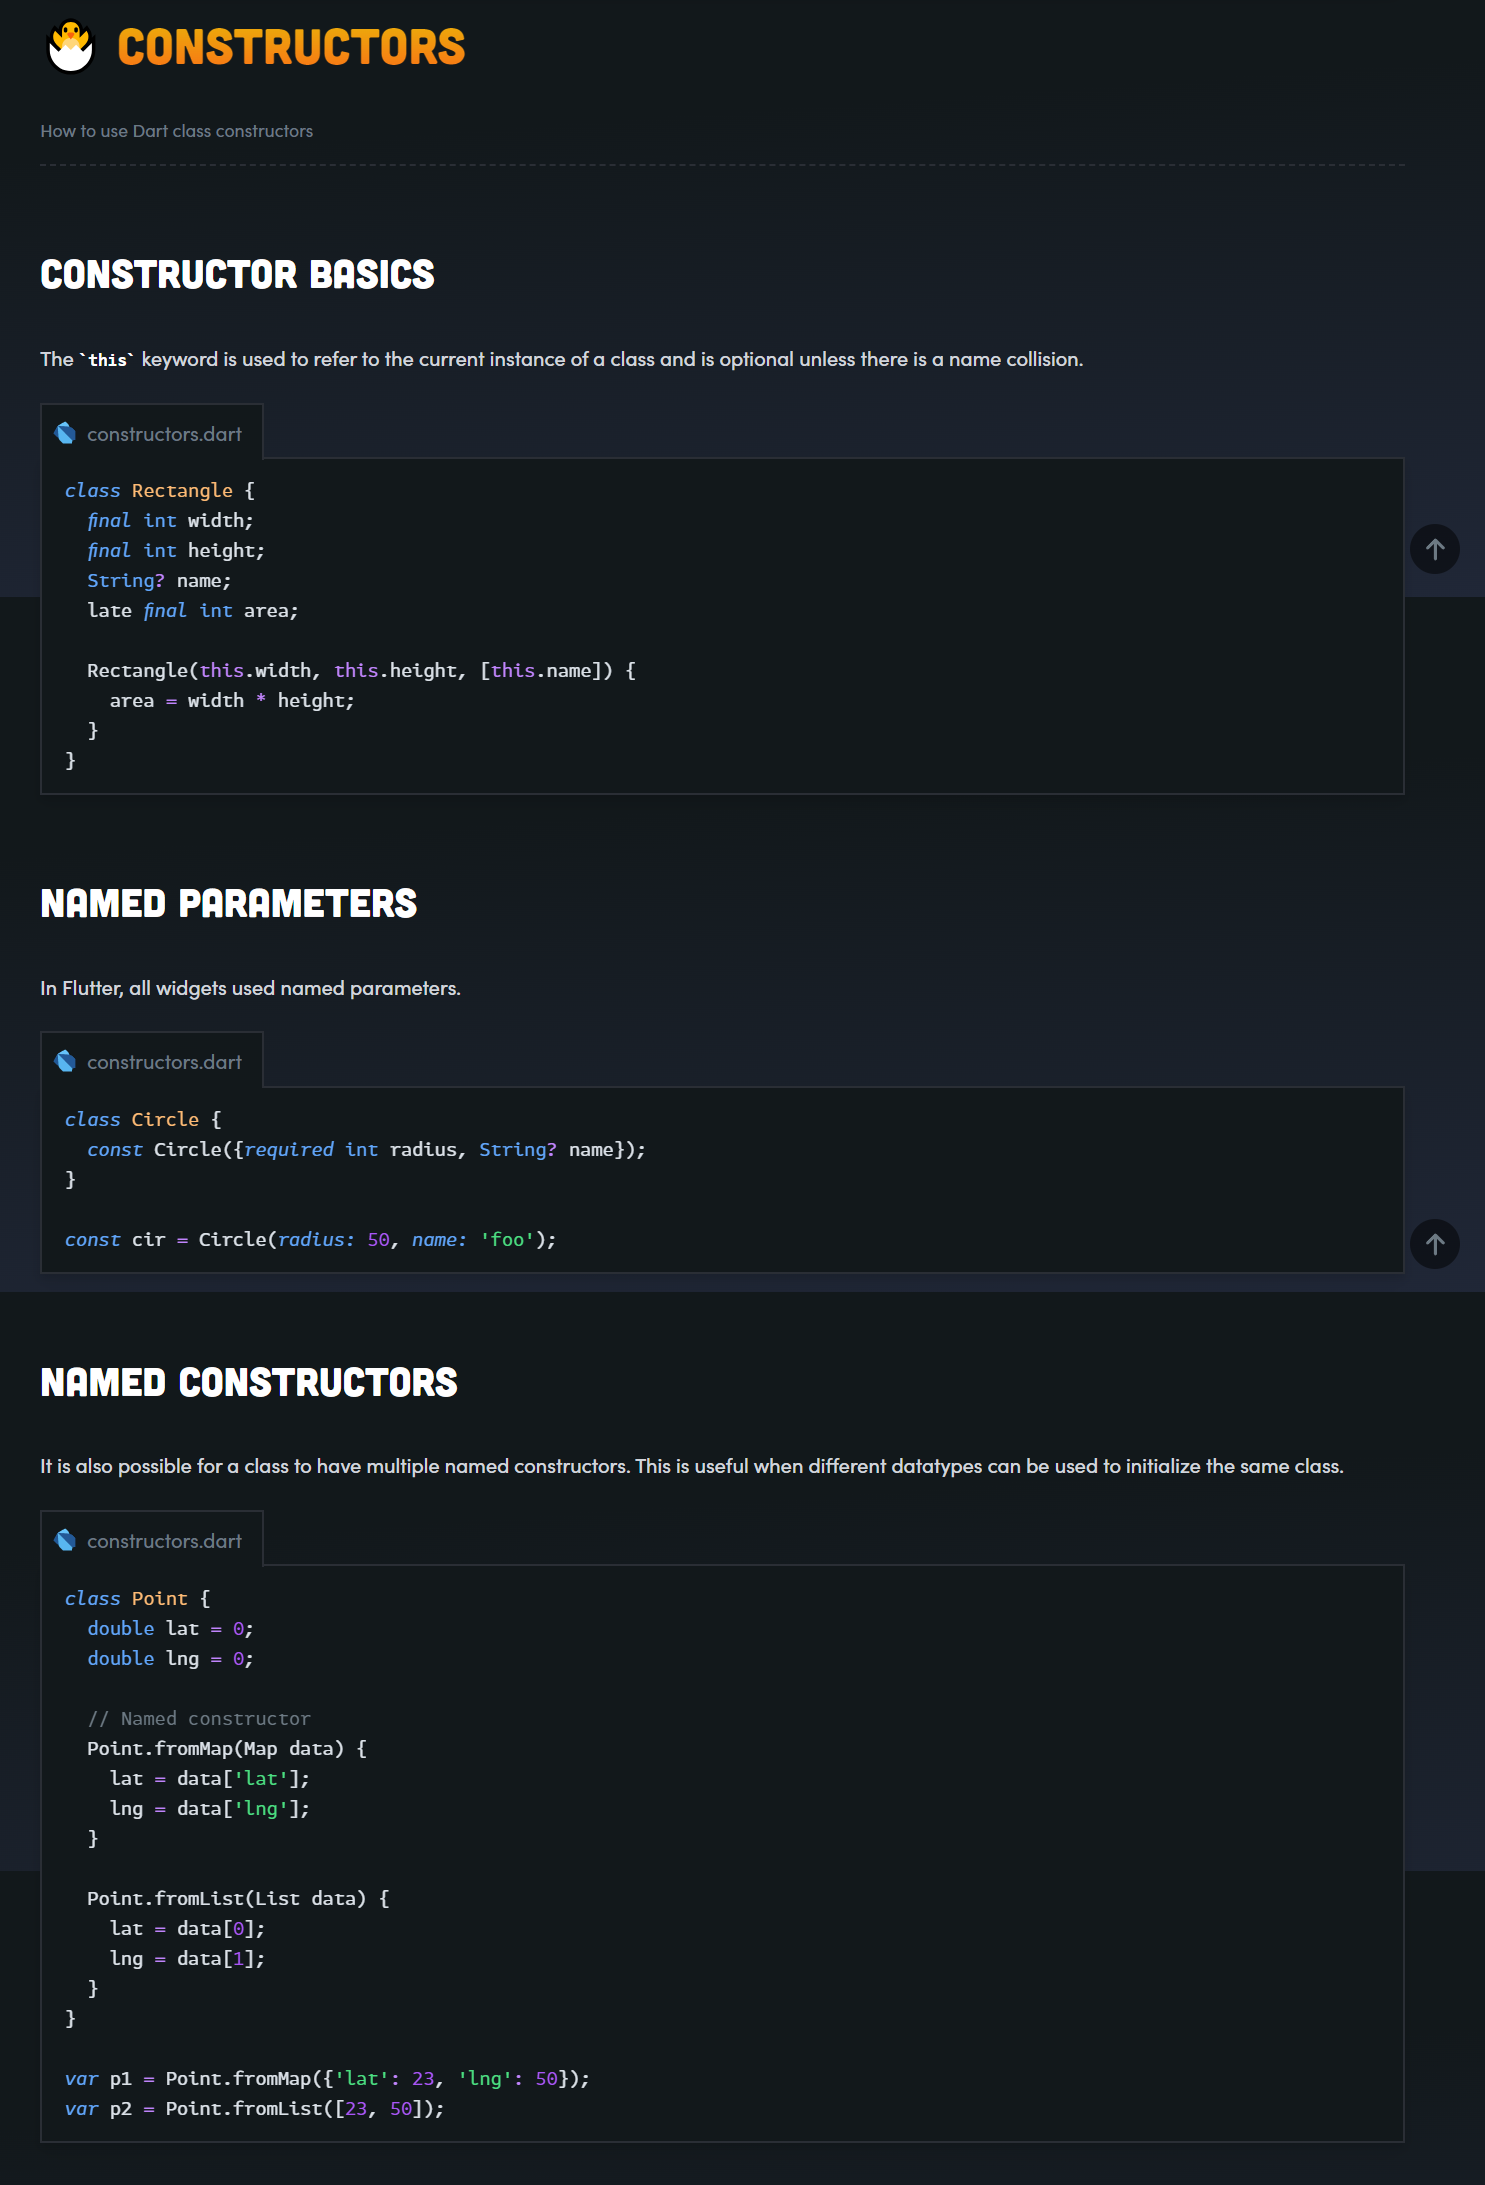 CONSTRUCTORS
How to use Dart class constructors
CONSTRUCTOR BASICS
The `this` keyword is used to refer to the current instance of a class and is optional unless there is a name collision.
constructors.dart
class Rectangle {
  final int width;
  final int height;
  String? name;
  late final int area;

  Rectangle(this.width, this.height, [this.name]) {
    area = width * height;
  }
}
NAMED PARAMETERS
In Flutter, all widgets used named parameters.
constructors.dart
class Circle {
  const Circle({required int radius, String? name});
}

const cir = Circle(radius: 50, name: 'foo');
NAMED CONSTRUCTORS
It is also possible for a class to have multiple named constructors. This is useful when different datatypes can be used to initialize the same class.
constructors.dart
class Point {
  double lat = 0;
  double lng = 0;

  // Named constructor
  Point.fromMap(Map data) {
    lat = data['lat'];
    lng = data['lng'];
  }

  Point.fromList(List data) {
    lat = data[0];
    lng = data[1];
  }
}

var p1 = Point.fromMap({'lat': 23, 'lng': 50});
var p2 = Point.fromList([23, 50]);